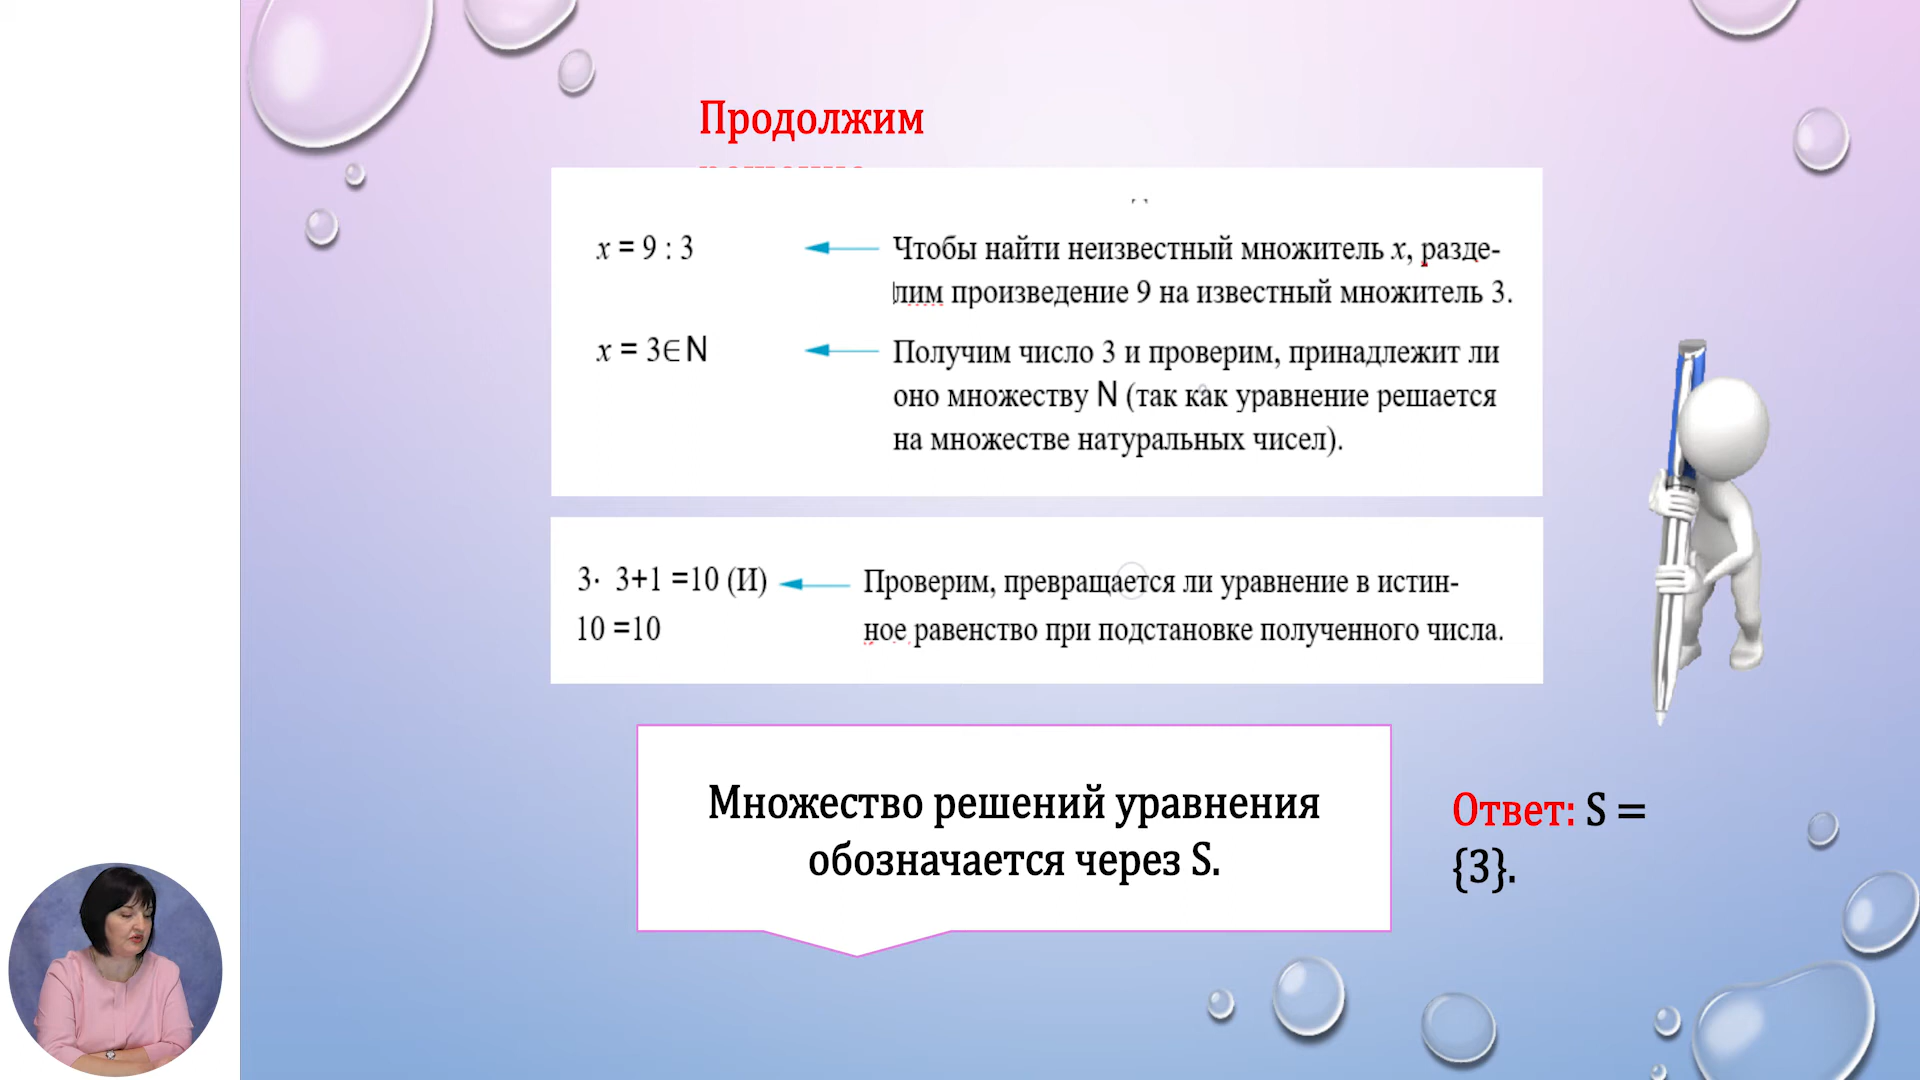 Продолжим
x = 9 : 3
Чтобы найти неизвестный множитель x, разде-
лим произведение 9 на известный множитель 3.
x = 3∈N
Получим число 3 и проверим, принадлежит ли
оно множеству N (так как уравнение решается
на множестве натуральных чисел).
3· 3+1 =10 (И)
Проверим, превращается ли уравнение в истин-
10 =10
ное равенство при подстановке полученного числа.
Множество решений уравнения
обозначается через S.
Ответ: S =
{3}.